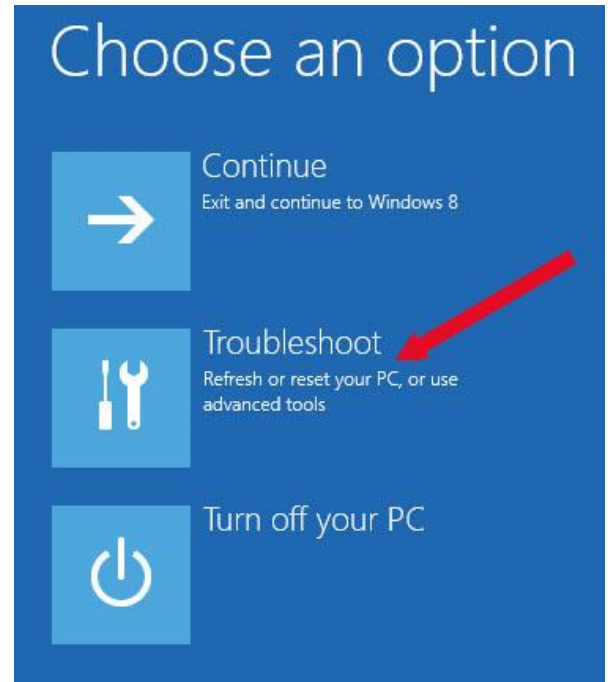 Choose an option
Continue
Exit and continue to Windows 8
Troubleshoot
Refresh or reset your PC, or use
advanced tools
Turn off your PC